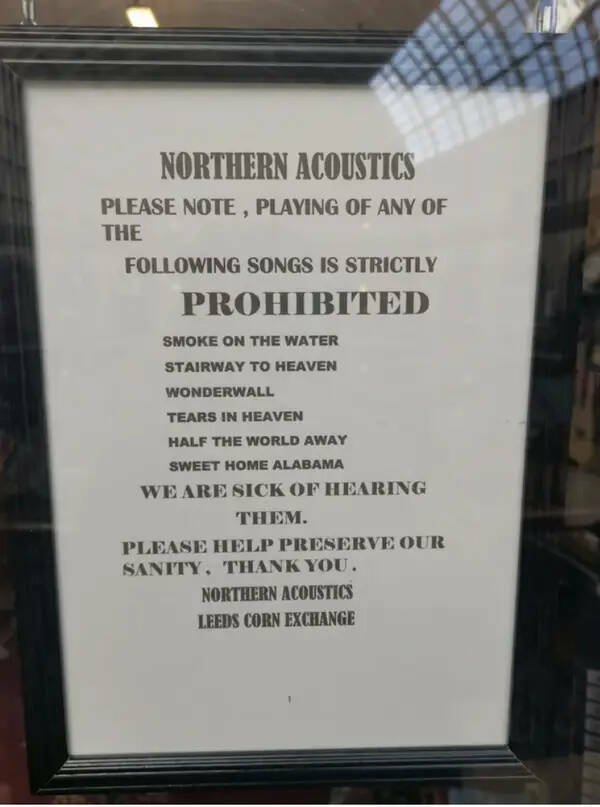 NORTHERN ACOUSTICS
PLEASE NOTE , PLAYING OF ANY OF
THE
FOLLOWING SONGS IS STRICTLY
PROHIBITED
SMOKE ON THE WATER
STAIRWAY TO HEAVEN
WONDERWALL
TEARS IN HEAVEN
HALF THE WORLD AWAY
SWEET HOME ALABAMA
WE ARE SICK OF HEARING
THEM.
PLEASE HELP PRESERVE OUR
SANITY, THANK YOU.
NORTHERN ACOUSTICS
LEEDS CORN EXCHANGE
1